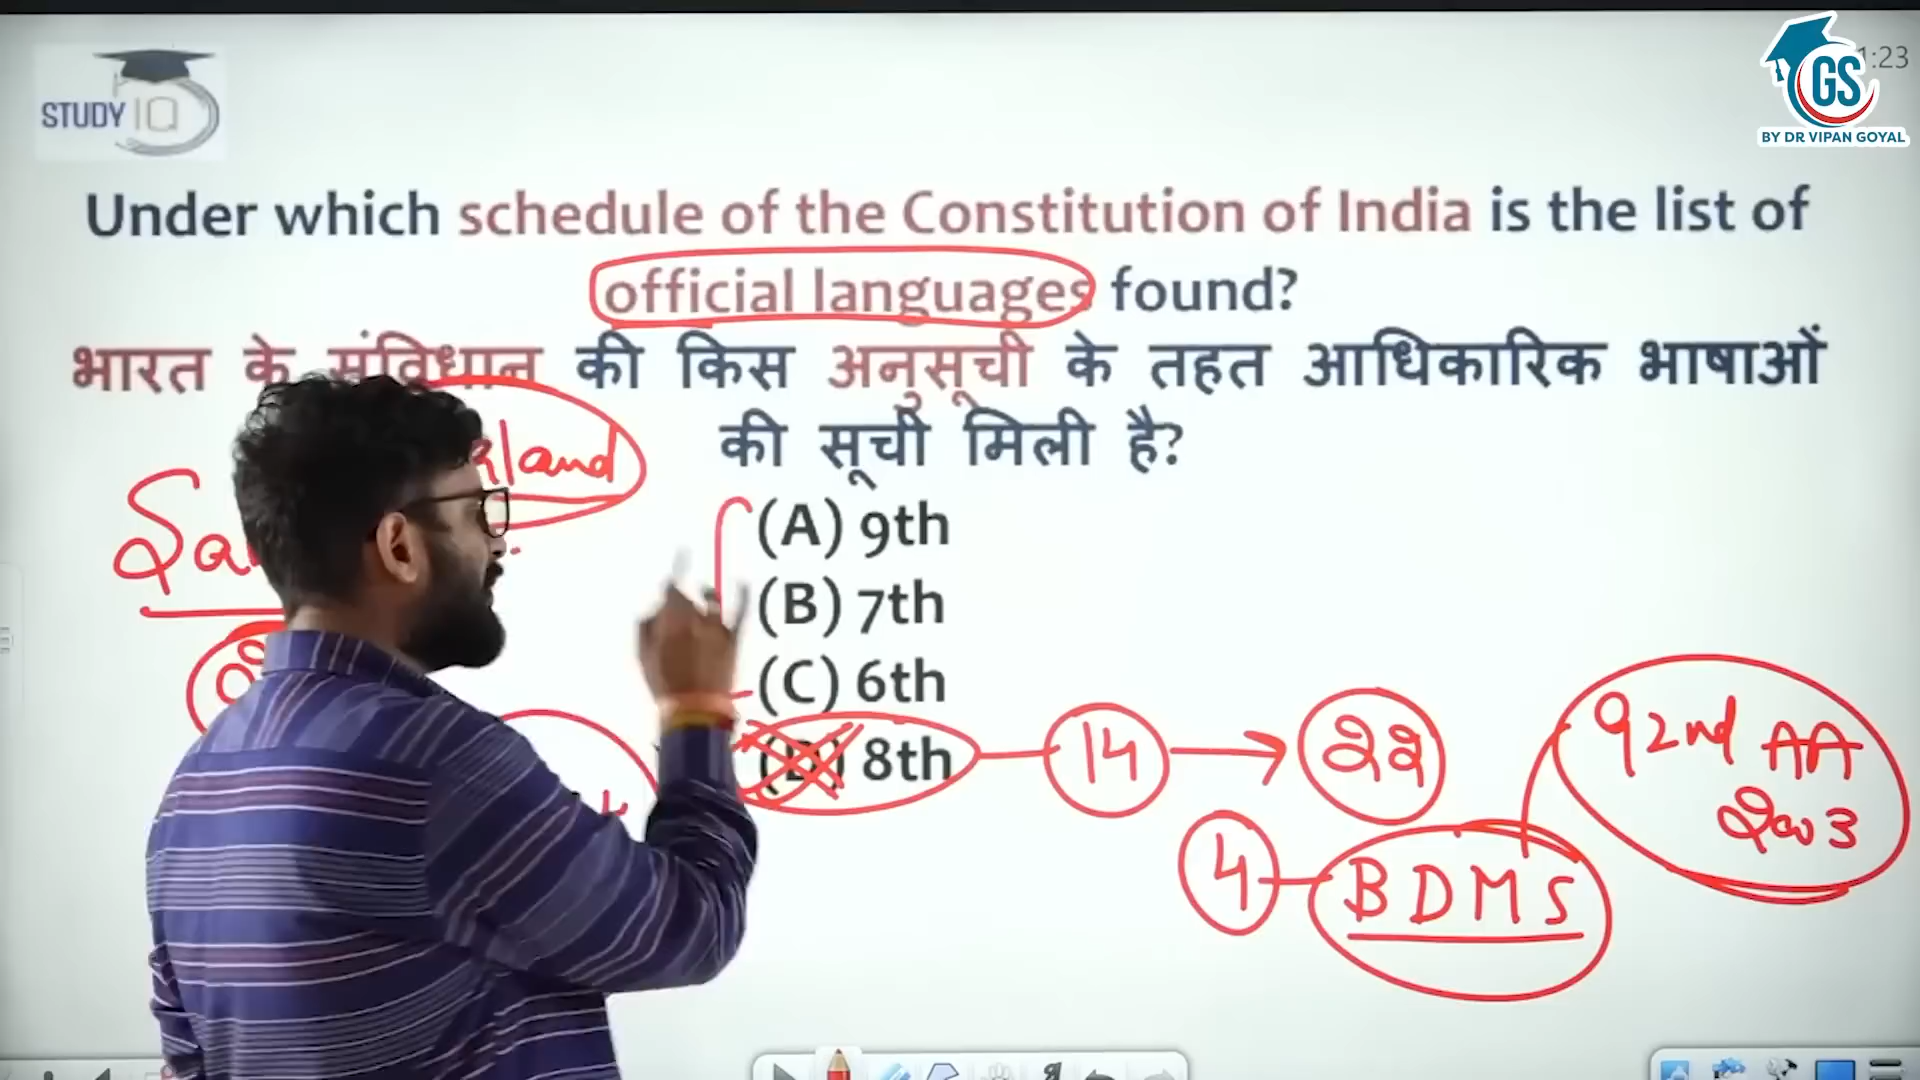 STUDY IQ
GS
:23
BY DR VIPAN GOYAL
Under which schedule of the Constitution of India is the list of
official languages found?
भारत के संविधान की किस अनुसूची के तहत आधिकारिक भाषाओं
की सूची मिली है?
(A) 9th
(B) 7th
(C) 6th
(D) 8th
14
22
92nd AA
2003
4
BDMS